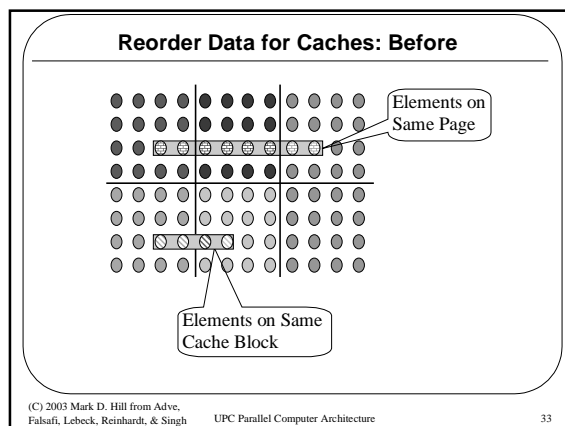 Reorder Data for Caches: Before
Elements on
Same Page
Elements on Same
Cache Block
(C) 2003 Mark D. Hill from Adve,
Falsafi, Lebeck, Reinhardt, & Singh
UPC Parallel Computer Architecture
33